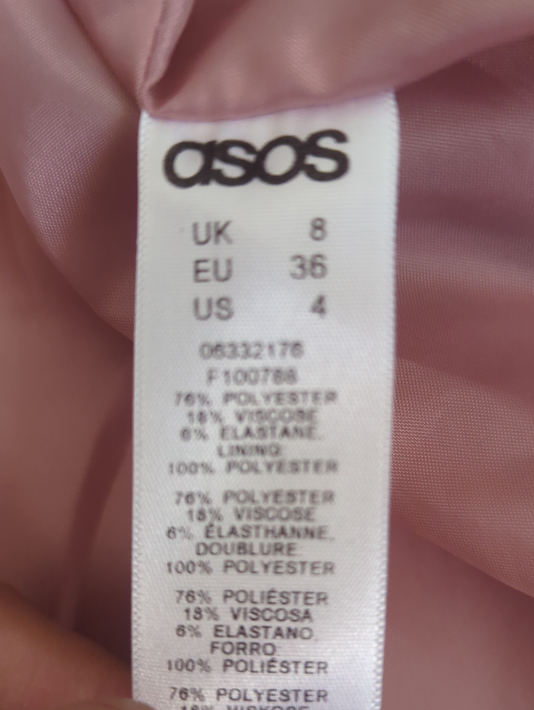 asos
UK 8
EU 36
US 4
06332176
F100788
76% POLYESTER
18% VISCOSE
6% ELASTANE.
LINING:
100% POLYESTER
76% POLYESTER
18% VISCOSE
6% ÉLASTHANNE.
DOUBLURE:
100% POLYESTER
76% POLIÉSTER
18% VISCOSA
6% ELASTANO.
FORRO:
100% POLIÉSTER
76% POLYESTER
18% VISKOSE